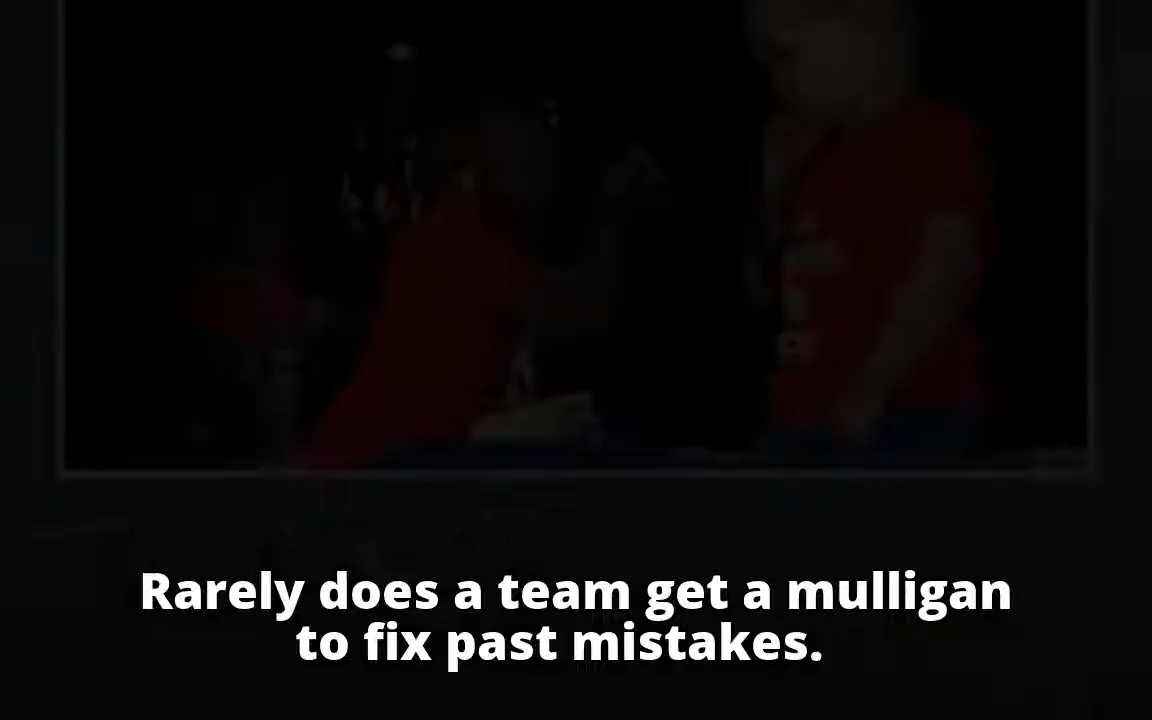 Rarely does a team get a mulligan
to fix past mistakes.